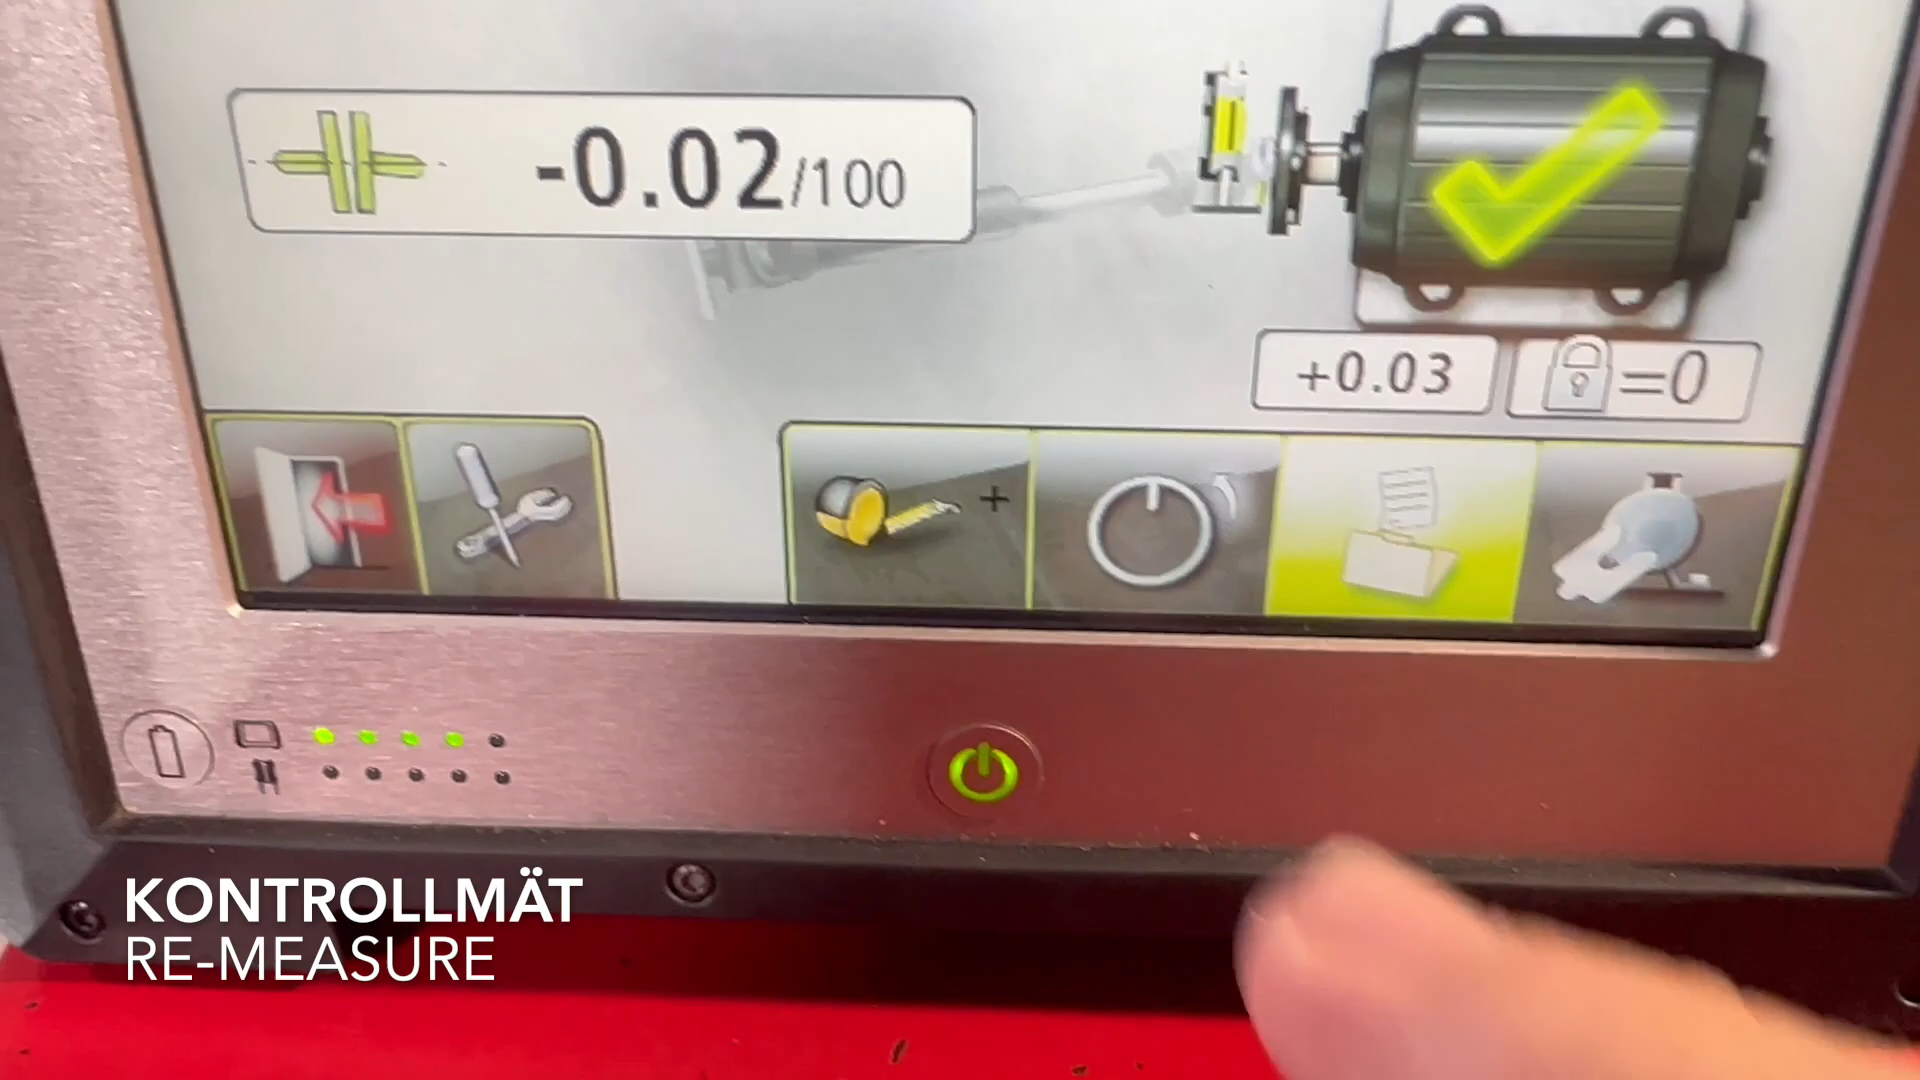 -0.02/100
+0.03
=0
+
KONTROLLMÄT
RE-MEASURE